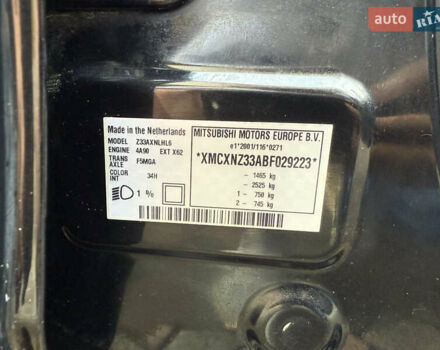 auto RIA
Made in the Netherlands
MODEL Z33AXNLHL6
ENGINE 4A90 EXT X62
TRANS AXLE F5MGA
COLOR INT 34H
1 %
MITSUBISHI MOTORS EUROPE B.V.
e1*2001/116*0271
*XMCXNZ33ABF029223*
- 1465 kg
- 2525 kg
1 - 750 kg
2 - 745 kg